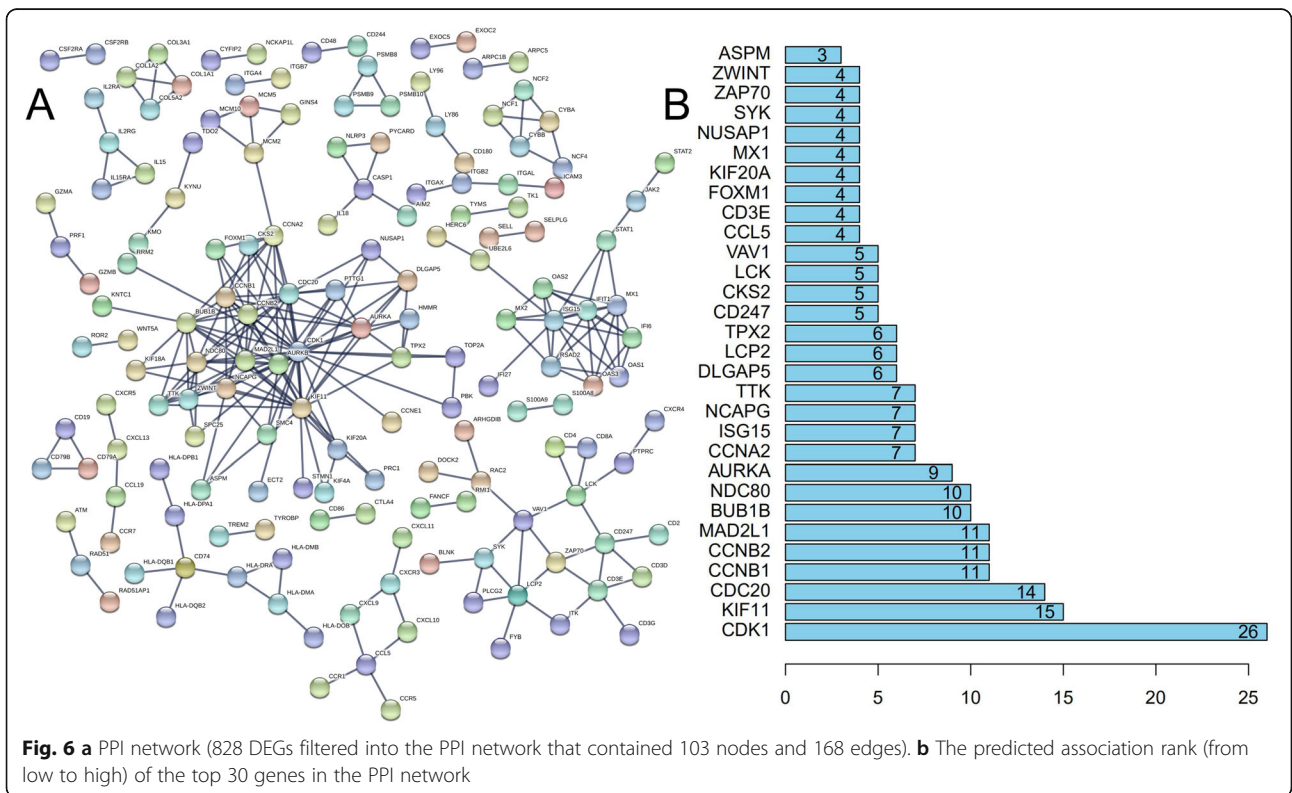 A
CSF2RA
CSF2RB
COL3A1
COL1A2
COL1A1
COL5A2
CYFIP2
NCKAP1L
ITGA4
ITGB7
CD48
CD244
PSMB8
PSMB9
PSMB10
EXOC5
EXOC2
ARPC1B
ARPC5
LY96
LY86
CD180
NCF2
NCF1
CYBA
CYBB
NCF4
IL2RA
IL2RG
IL15
IL15RA
MCM10
MCM5
GINS4
MCM2
TDO2
KYNU
KMO
NLRP3
PYCARD
CASP1
IL18
AIM2
ITGAX
ITGB2
ITGAL
ICAM3
TYMS
TK1
HERC6
UBE2L6
SELL
SELPLG
STAT2
JAK2
STAT1
GZMA
PRF1
GZMB
RRM2
KNTC1
ROR2
WNT5A
FOXM1
CKS2
CCNA2
CDC20
PTTG1
NUSAP1
DLGAP5
HMMR
CCNB1
CCNB2
BUB1B
AURKA
CDK1
AURKB
MAD2L1
NDC80
NCAPG
ZWINT
TTK
KIF18A
SPC25
TPX2
TOP2A
PBK
KIF11
CCNE1
SMC4
KIF20A
PRC1
KIF4A
STMN1
ECT2
ASPM
OAS2
MX2
ISG15
IFIT1
MX1
IFI6
OAS1
OAS3
RSAD2
IFI27
S100A9
S100A8
CXCR5
CXCL13
CCL19
CCR7
CD19
CD79B
CD79A
HLA-DPB1
HLA-DPA1
HLA-DQB1
CD74
HLA-DQB2
HLA-DRA
HLA-DMB
HLA-DMA
HLA-DOB
ATM
RAD51
RAD51AP1
TREM2
TYROBP
CD86
CTLA4
FANCF
RMI1
ARHGDIB
DOCK2
RAC2
CXCL11
CXCR3
CXCL9
CXCL10
CCL5
CCR1
CCR5
CD4
CD8A
LCK
PTPRC
CXCR4
VAV1
SYK
BLNK
PLCG2
ZAP70
LCP2
ITK
FYB
CD247
CD2
CD3D
CD3E
CD3G
B
ASPM 3
ZWINT 4
ZAP70 4
SYK 4
NUSAP1 4
MX1 4
KIF20A 4
FOXM1 4
CD3E 4
CCL5 4
VAV1 5
LCK 5
CKS2 5
CD247 5
TPX2 6
LCP2 6
DLGAP5 6
TTK 7
NCAPG 7
ISG15 7
CCNA2 7
AURKA 9
NDC80 10
BUB1B 10
MAD2L1 11
CCNB2 11
CCNB1 11
CDC20 14
KIF11 15
CDK1 26
0 5 10 15 20 25
Fig. 6 a PPI network (828 DEGs filtered into the PPI network that contained 103 nodes and 168 edges). b The predicted association rank (from
low to high) of the top 30 genes in the PPI network